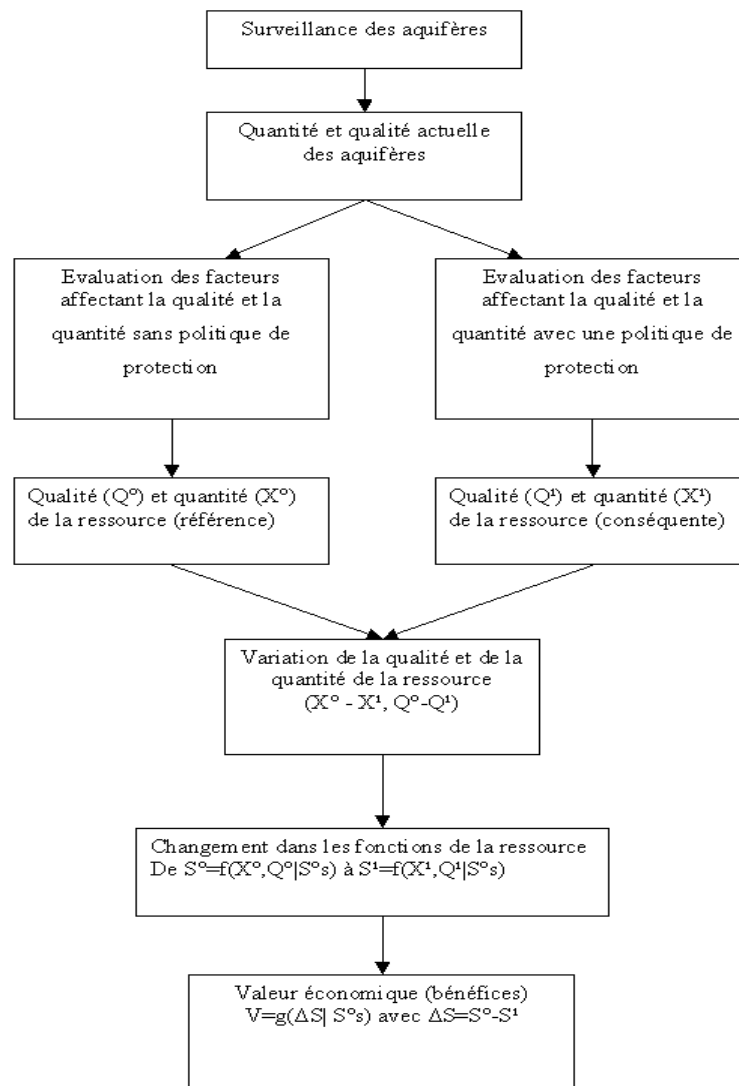 Surveillance des aquifères
Quantité et qualité actuelle
des aquifères
Evaluation des facteurs
affectant la qualité et la
quantité sans politique de
protection
Evaluation des facteurs
affectant la qualité et la
quantité avec une politique de
protection
Qualité (Q°) et quantité (X°)
de la ressource (référence)
Qualité (Q¹) et quantité (X¹)
de la ressource (conséquente)
Variation de la qualité et de la
quantité de la ressource
(X° - X¹, Q°-Q¹)
Changement dans les fonctions de la ressource
De S°=f(X°,Q°|S°s) à S¹=f(X¹,Q¹|S°s)
Valeur économique (bénéfices)
V=g(ΔS| S°s) avec ΔS=S°-S¹